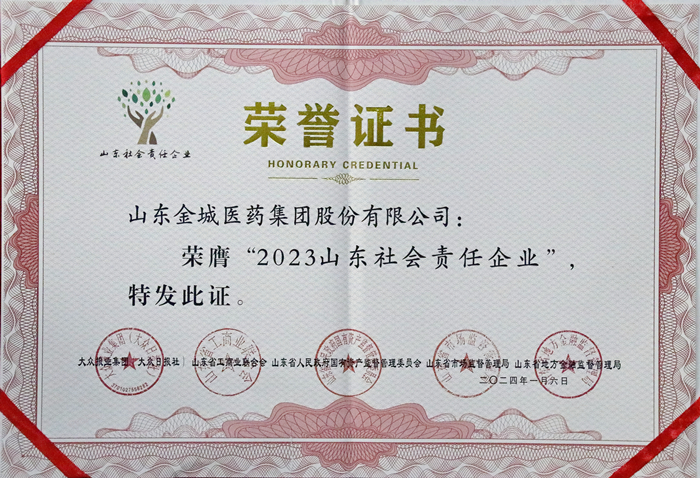 山东社会责任企业
荣誉证书
HONORARY CREDENTIAL
山东金城医药集团股份有限公司：
荣膺“2023山东社会责任企业”，
特发此证。
大众报业集团（大众日报社） 山东省工商业联合会 山东省人民政府国有资产监督管理委员会 山东省市场监督管理局 山东省地方金融监督管理局
二〇二四年一月六日